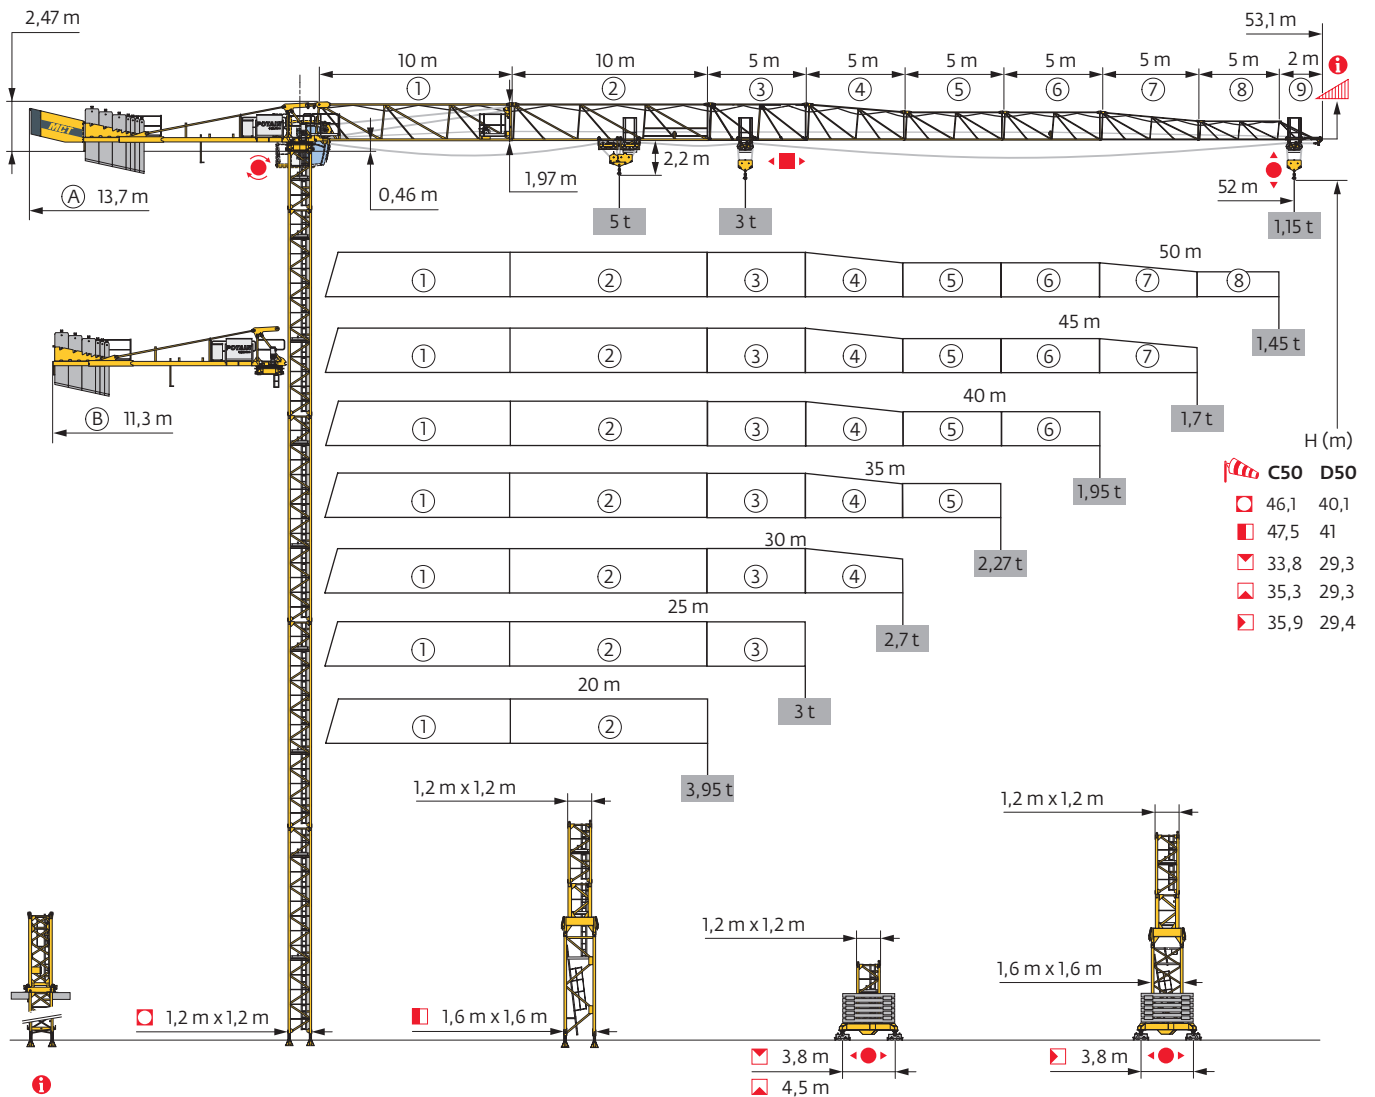 2,47 m
53,1 m
10 m 10 m 5 m 5 m 5 m 5 m 5 m 5 m 2 m
① ② ③ ④ ⑤ ⑥ ⑦ ⑧ ⑨
MCT
POTAIN
2,2 m
1,97 m
0,46 m
Ⓐ 13,7 m
52 m
5 t 3 t 1,15 t
50 m
① ② ③ ④ ⑤ ⑥ ⑦ ⑧
1,45 t
45 m
① ② ③ ④ ⑤ ⑥ ⑦
1,7 t
POTAIN
Ⓑ 11,3 m
40 m
① ② ③ ④ ⑤ ⑥
1,95 t
35 m
① ② ③ ④ ⑤
2,27 t
30 m
① ② ③ ④
2,7 t
25 m
① ② ③
3 t
20 m
① ②
3,95 t
H (m)
C50 D50
46,1 40,1
47,5 41
33,8 29,3
35,3 29,3
35,9 29,4
1,2 m x 1,2 m
1,2 m x 1,2 m
1,2 m x 1,2 m
1,6 m x 1,6 m
1,2 m x 1,2 m
1,6 m x 1,6 m
3,8 m
4,5 m
3,8 m